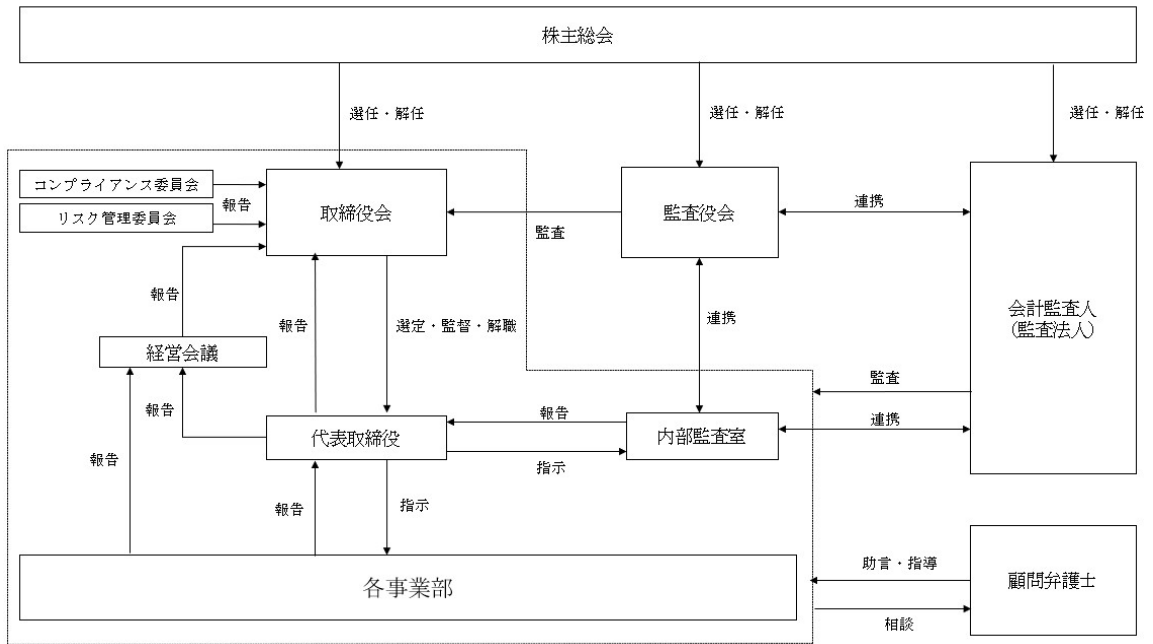 株主総会
選任・解任
選任・解任
選任・解任
コンプライアンス委員会
リスク管理委員会
報告
取締役会
監査
監査役会
連携
会計監査人
(監査法人)
報告
報告
選定・監督・解職
連携
経営会議
監査
報告
代表取締役
報告
指示
内部監査室
連携
報告
報告
指示
各事業部
助言・指導
相談
顧問弁護士